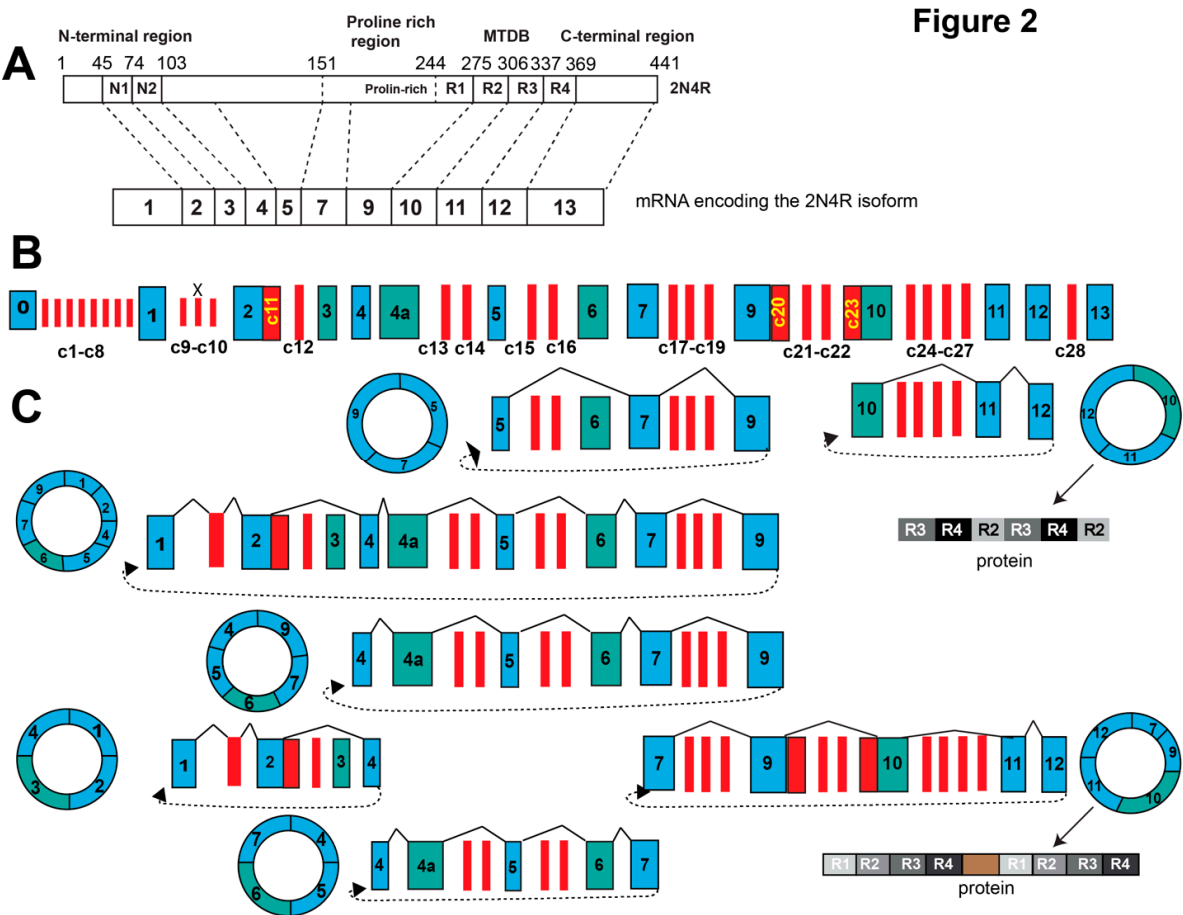 Figure 2
A
N-terminal region
Proline rich
region
MTDB
C-terminal region
1 45 74 103 151 244 275 306 337 369 441
N1 N2 Prolin-rich R1 R2 R3 R4 2N4R
1 2 3 4 5 7 9 10 11 12 13
mRNA encoding the 2N4R isoform
B
X
0 1 2 c11 3 4 4a 5 6 7 9 c20 c23 10 11 12 13
c1-c8 c9-c10 c12 c13 c14 c15 c16 c17-c19 c21-c22 c24-c27 c28
C
9 5 7
5 6 7 9
10 11 12
12 10 11
R3 R4 R2 R3 R4 R2
protein
9 1 2 4 5 6 7
1 2 3 4 4a 5 6 7 9
4 9 7 6 5
4 4a 5 6 7 9
4 1 2 3
1 2 3 4
7 9 10 11 12
12 7 9 10 11
7 4 5 6
4 4a 5 6 7
R1 R2 R3 R4 R1 R2 R3 R4
protein